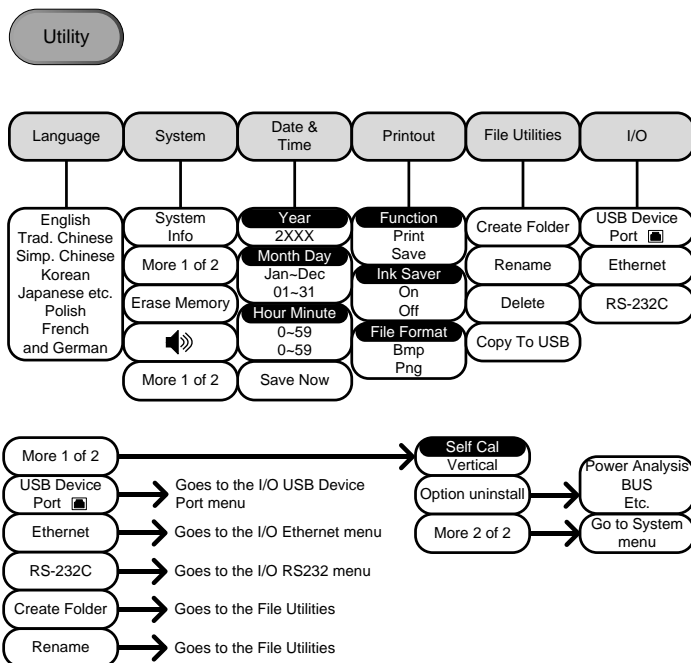 Utility
Language
System
Date &
Time
Printout
File Utilities
I/O
English
Trad. Chinese
Simp. Chinese
Korean
Japanese etc.
Polish
French
and German
System
Info
More 1 of 2
Erase Memory
More 1 of 2
Year
2XXX
Month Day
Jan~Dec
01~31
Hour Minute
0~59
0~59
Save Now
Function
Print
Save
Ink Saver
On
Off
File Format
Bmp
Png
Create Folder
Rename
Delete
Copy To USB
USB Device
Port
Ethernet
RS-232C
More 1 of 2
Self Cal
Vertical
Option uninstall
Power Analysis
BUS
Etc.
More 2 of 2
Go to System
menu
USB Device
Port
Goes to the I/O USB Device
Port menu
Ethernet
Goes to the I/O Ethernet menu
RS-232C
Goes to the I/O RS232 menu
Create Folder
Goes to the File Utilities
Rename
Goes to the File Utilities